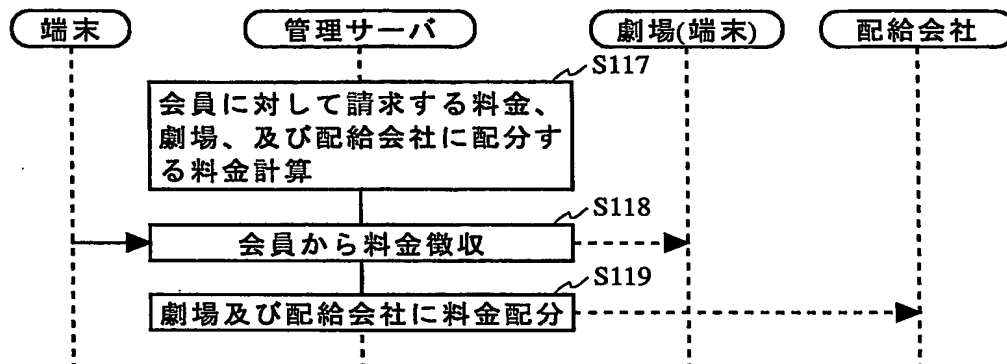 端末
管理サーバ
劇場(端末)
配給会社
S117
会員に対して請求する料金、
劇場、及び配給会社に配分す
る料金計算
S118
会員から料金徴収
S119
劇場及び配給会社に料金配分